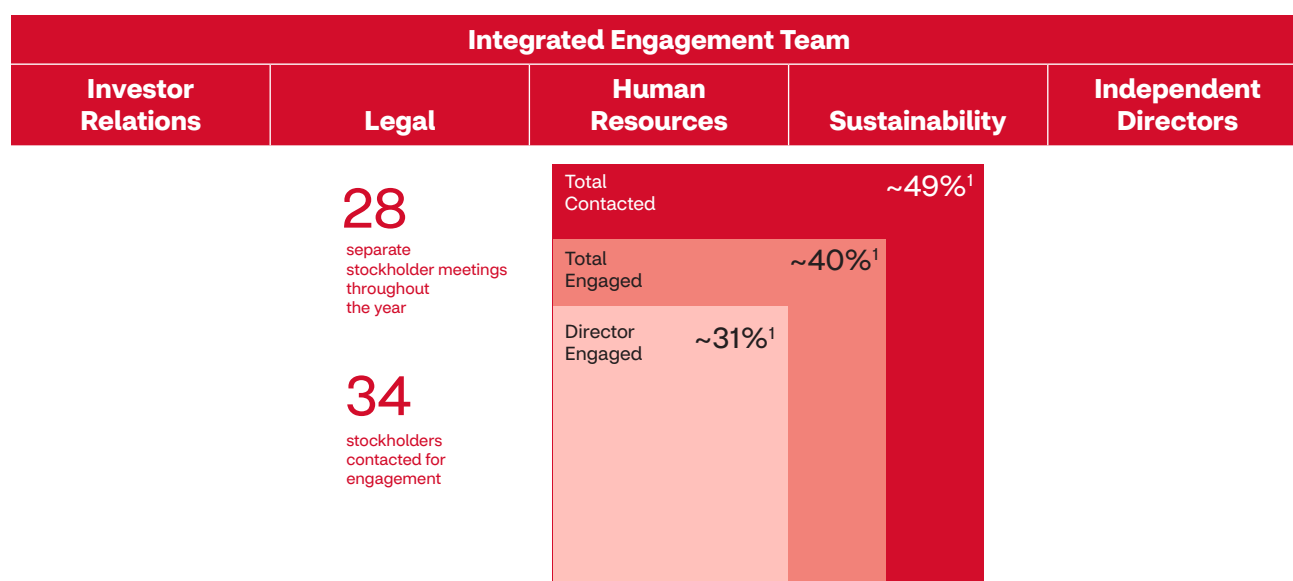 Integrated Engagement Team
Investor
Relations
Legal
Human
Resources
Sustainability
Independent
Directors
28
separate
stockholder meetings
throughout
the year
34
stockholders
contacted for
engagement
Total
Contacted
~49%¹
Total
Engaged
~40%¹
Director
Engaged
~31%¹